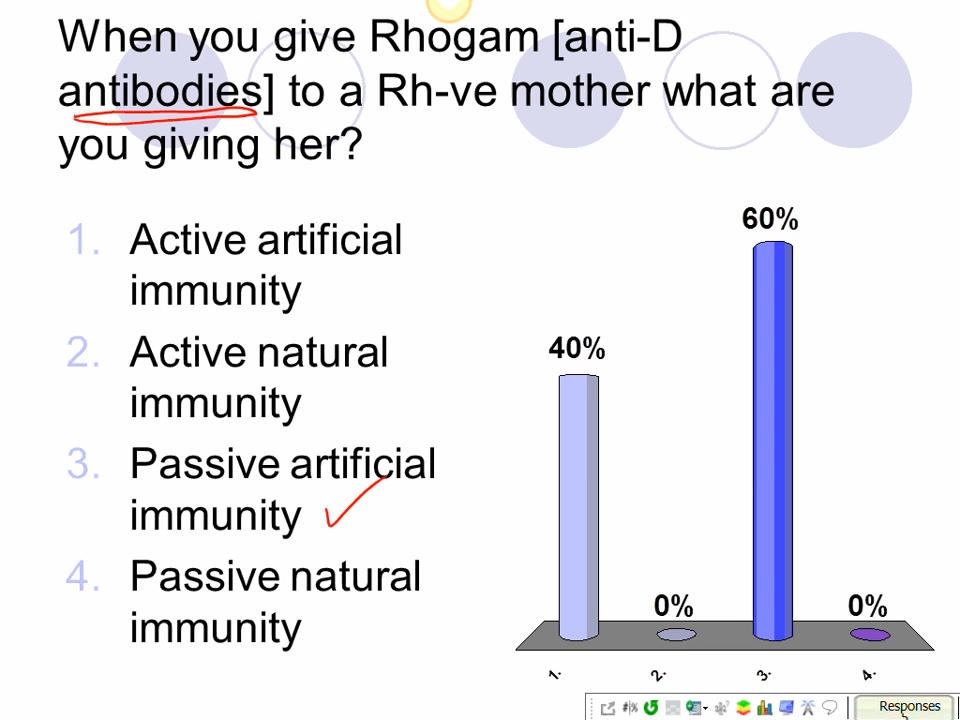 When you give Rhogam [anti-D
antibodies] to a Rh-ve mother what are
you giving her?
1. Active artificial
immunity
2. Active natural
immunity
3. Passive artificial
immunity
4. Passive natural
immunity
60%
40%
0%
0%
1.
2.
3.
4.
Responses